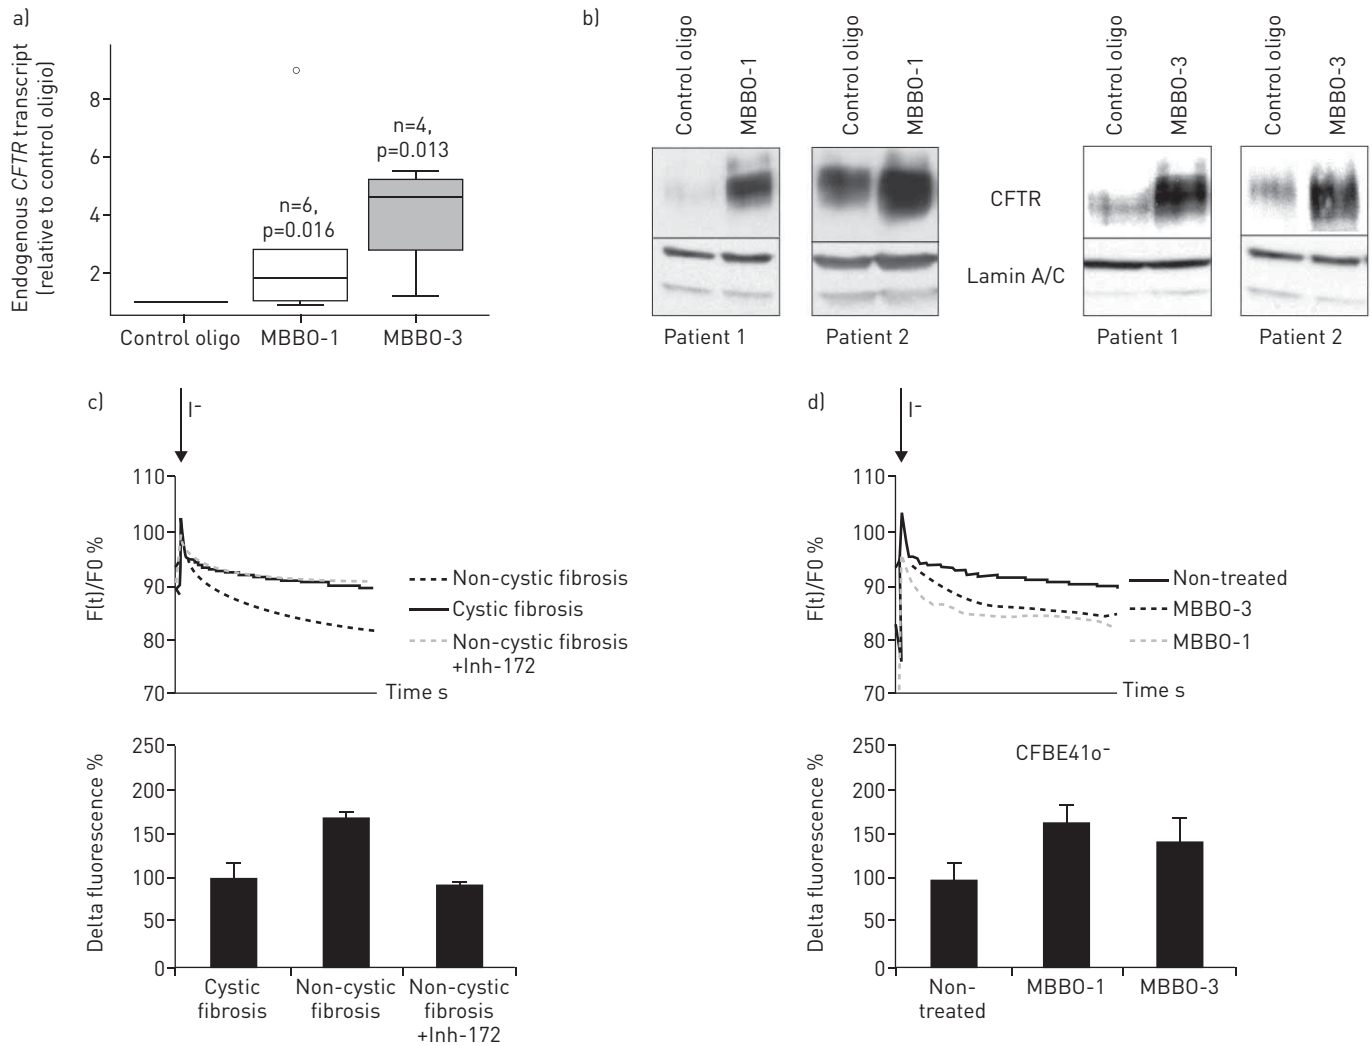 a)
Endogenous CFTR transcript
(relative to control oligio)
8
6
4
2
n=6,
p=0.016
n=4,
p=0.013
Control oligo
MBBO-1
MBBO-3
b)
Control oligo
MBBO-1
Control oligo
MBBO-1
Control oligo
MBBO-3
Control oligo
MBBO-3
CFTR
Lamin A/C
Patient 1
Patient 2
Patient 1
Patient 2
c)
I-
F(t)/F0 %
110
100
90
80
70
Non-cystic fibrosis
Cystic fibrosis
Non-cystic fibrosis
+Inh-172
Time s
Delta fluorescence %
250
200
150
100
50
0
Cystic
fibrosis
Non-cystic
fibrosis
Non-cystic
fibrosis
+Inh-172
d)
I-
F(t)/F0 %
110
100
90
80
70
Non-treated
MBBO-3
MBBO-1
Time s
CFBE41o-
Delta fluorescence %
250
200
150
100
50
0
Non-
treated
MBBO-1
MBBO-3